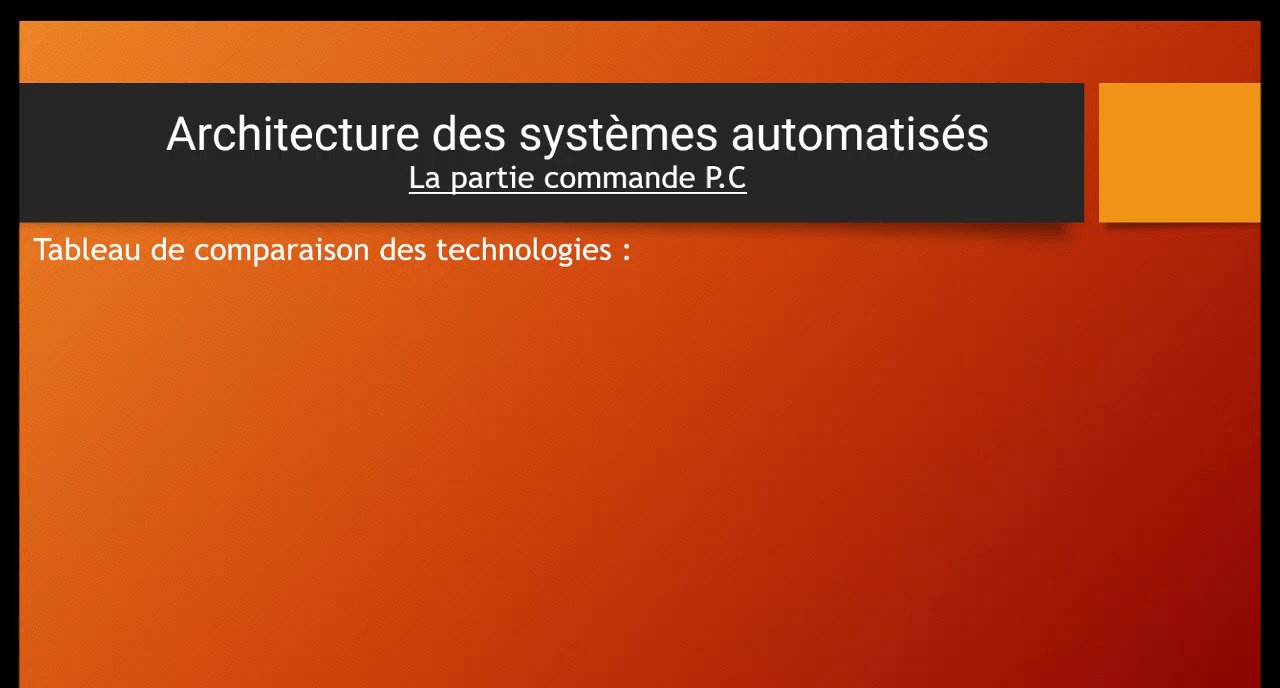 Architecture des systèmes automatisés
La partie commande P.C
Tableau de comparaison des technologies :